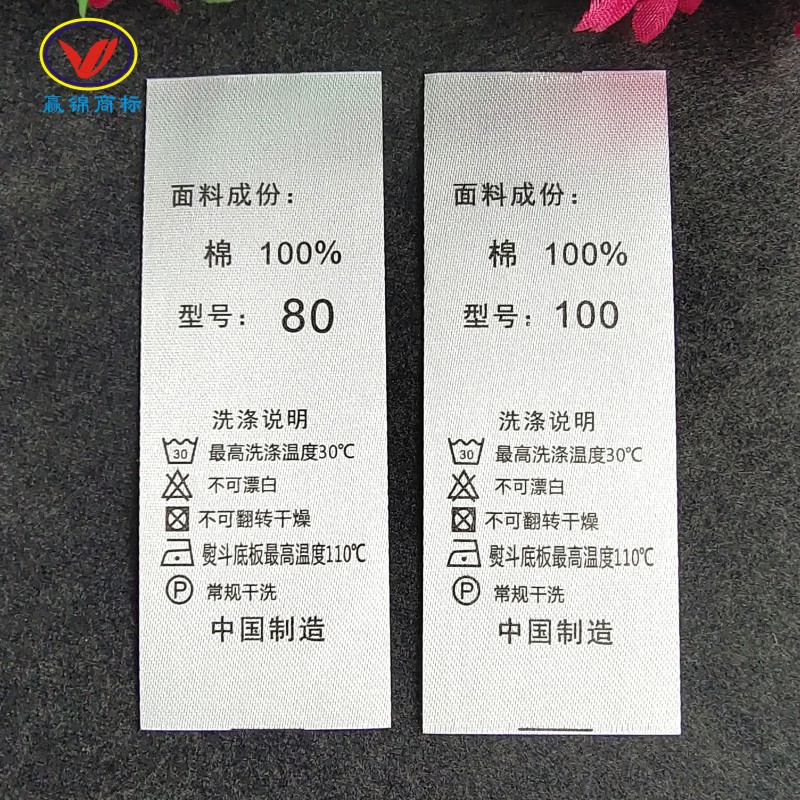 赢锦商标
面料成份：
棉 100%
型号： 80
洗涤说明
30 最高洗涤温度30℃
不可漂白
不可翻转干燥
熨斗底板最高温度110℃
P 常规干洗
中国制造
面料成份：
棉 100%
型号： 100
洗涤说明
30 最高洗涤温度30℃
不可漂白
不可翻转干燥
熨斗底板最高温度110℃
P 常规干洗
中国制造